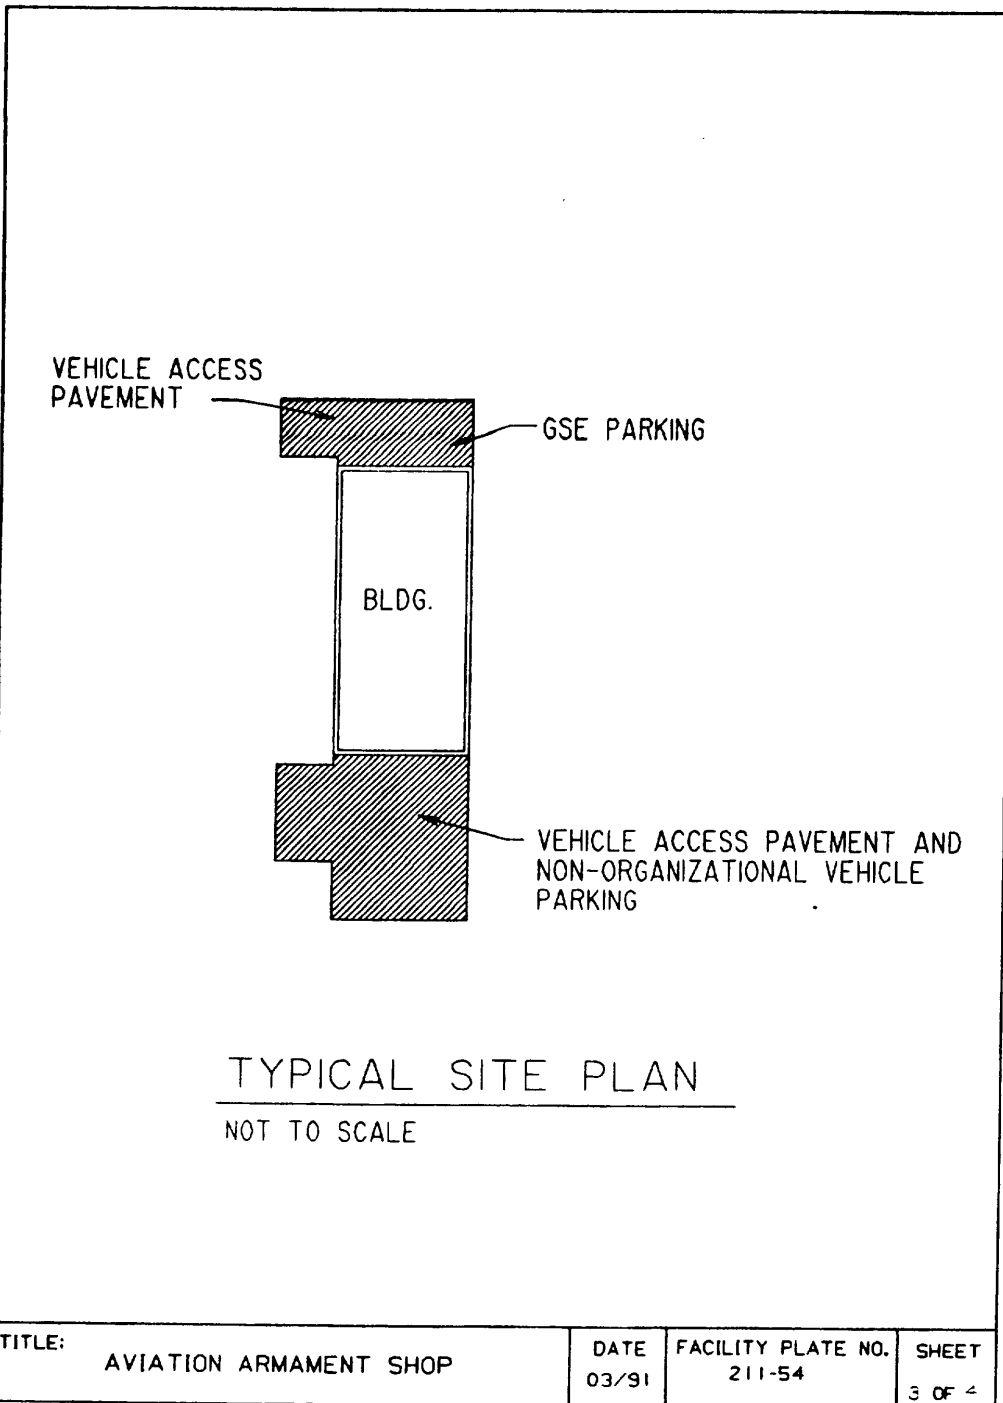 VEHICLE ACCESS
PAVEMENT
GSE PARKING
BLDG.
VEHICLE ACCESS PAVEMENT AND
NON-ORGANIZATIONAL VEHICLE
PARKING
TYPICAL SITE PLAN
NOT TO SCALE
TITLE:
AVIATION ARMAMENT SHOP
DATE
03/91
FACILITY PLATE NO.
211-54
SHEET
3 OF 4